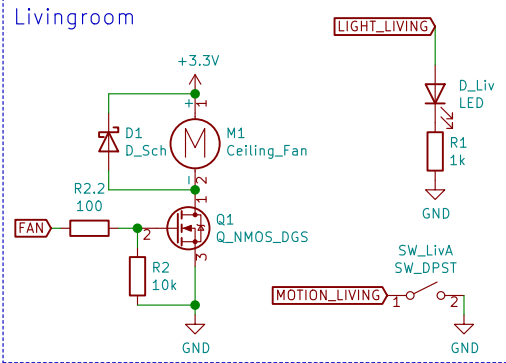 Livingroom
LIGHT_LIVING
+3.3V
D_Liv
LED
+
1
D1
D_Sch
M
M1
Ceiling_Fan
R1
1k
-
2
GND
R2.2
100
1
Q1
Q_NMOS_DGS
FAN
2
3
R2
10k
SW_LivA
SW_DPST
MOTION_LIVING
1
2
GND
GND